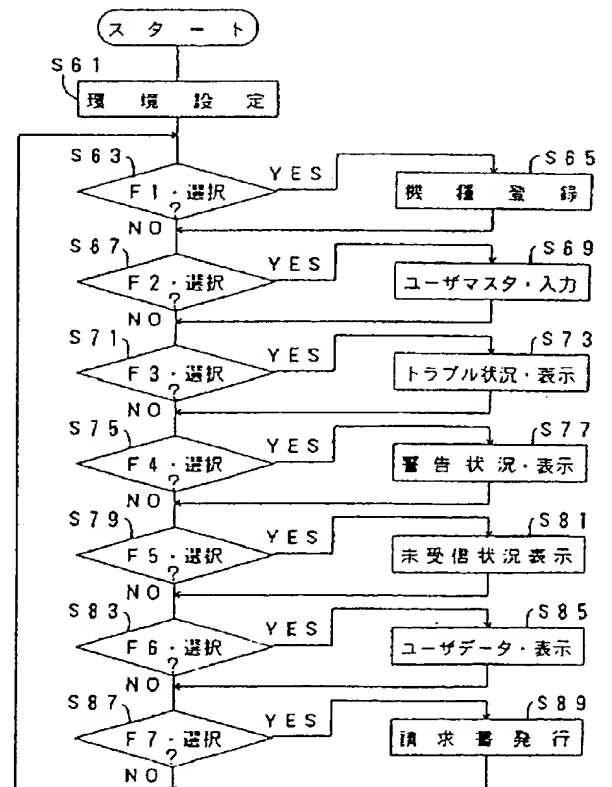 スタート
S61
環境設定
S63
F1・選択
?
YES
NO
S65
機種登録
S67
F2・選択
?
YES
NO
S69
ユーザマスタ・入力
S71
F3・選択
?
YES
NO
S73
トラブル状況・表示
S75
F4・選択
?
YES
NO
S77
警告状況・表示
S79
F5・選択
?
YES
NO
S81
未受信状況表示
S83
F6・選択
?
YES
NO
S85
ユーザデータ・表示
S87
F7・選択
?
YES
NO
S89
請求書発行